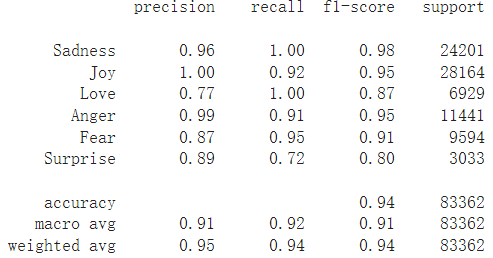 precision recall f1-score support
Sadness 0.96 1.00 0.98 24201
Joy 1.00 0.92 0.95 28164
Love 0.77 1.00 0.87 6929
Anger 0.99 0.91 0.95 11441
Fear 0.87 0.95 0.91 9594
Surprise 0.89 0.72 0.80 3033
accuracy 0.94 83362
macro avg 0.91 0.92 0.91 83362
weighted avg 0.95 0.94 0.94 83362